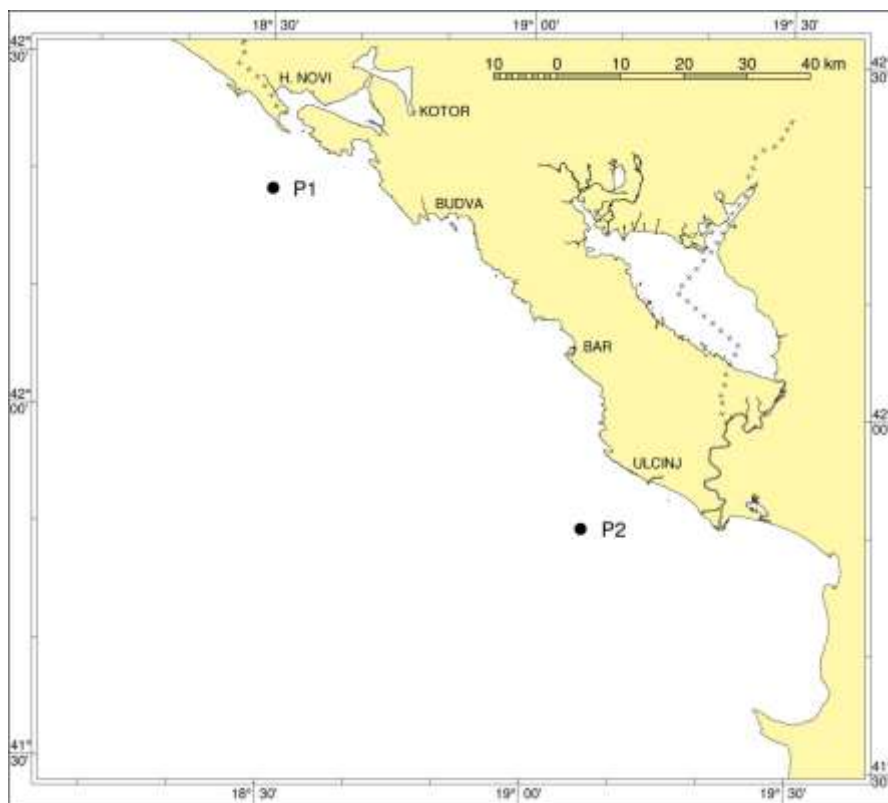 18° 30' 19° 00' 19° 30'
42° 30'
42° 30'
10 0 10 20 30 40 km
H. NOVI
KOTOR
P1
BUDVA
BAR
42° 00'
42° 00'
ULCINJ
P2
41° 30'
41° 30'
18° 30' 19° 00' 19° 30'